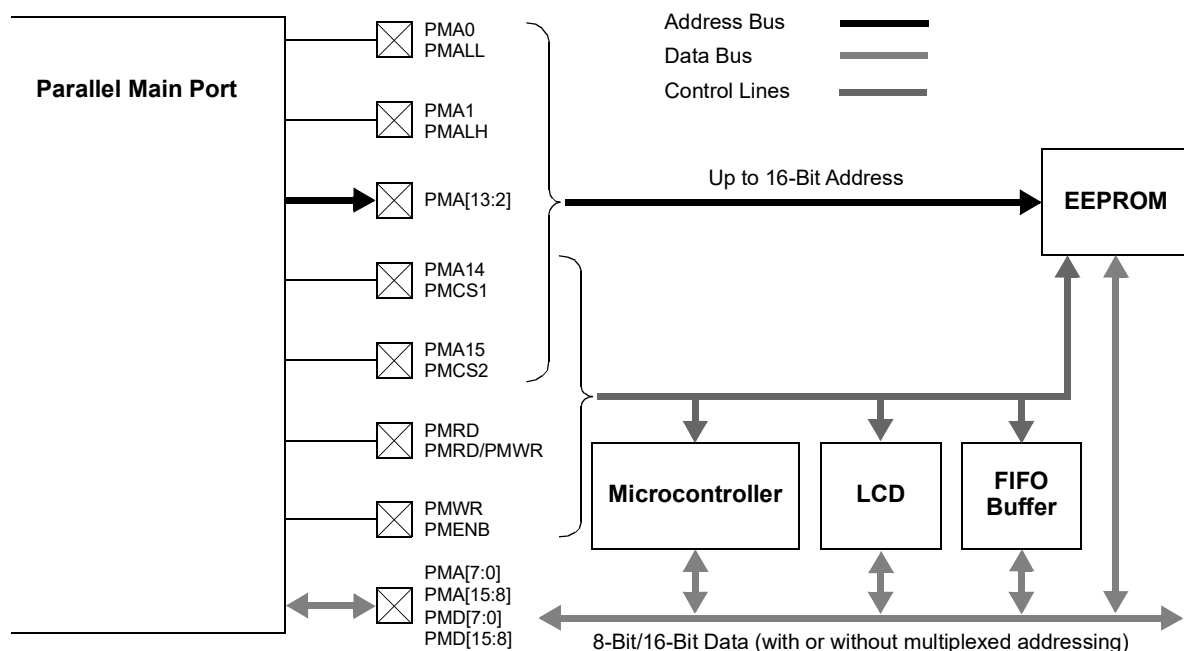 Parallel Main Port
PMA0
PMALL
PMA1
PMALH
PMA[13:2]
PMA14
PMCS1
PMA15
PMCS2
PMRD
PMRD/PMWR
PMWR
PMENB
PMA[7:0]
PMA[15:8]
PMD[7:0]
PMD[15:8]
Address Bus
Data Bus
Control Lines
Up to 16-Bit Address
EEPROM
Microcontroller
LCD
FIFO
Buffer
8-Bit/16-Bit Data (with or without multiplexed addressing)